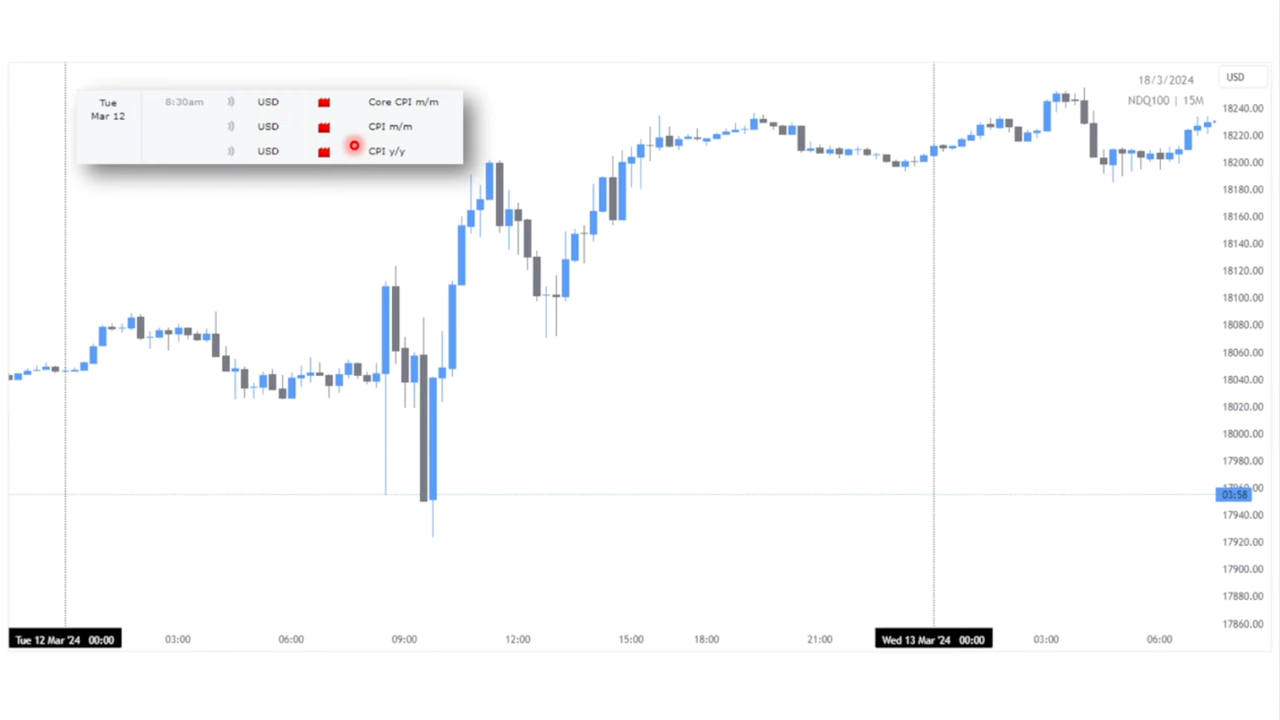 18/3/2024
USD
NDQ100 | 15M
Tue
Mar 12
8:30am USD Core CPI m/m
USD CPI m/m
USD CPI y/y
18240.00
18220.00
18200.00
18180.00
18160.00
18140.00
18120.00
18100.00
18080.00
18060.00
18040.00
18020.00
18000.00
17980.00
17960.00
03:58
17940.00
17920.00
17900.00
17880.00
17860.00
Tue 12 Mar '24 00:00 03:00 06:00 09:00 12:00 15:00 18:00 21:00 Wed 13 Mar '24 00:00 03:00 06:00